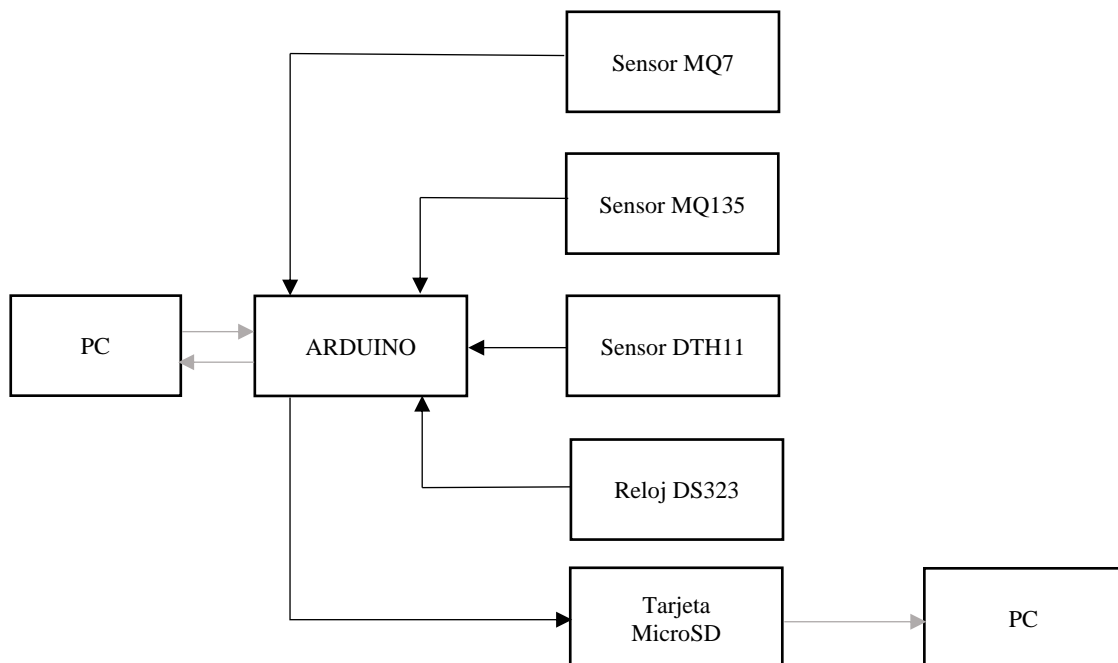 Sensor MQ7
Sensor MQ135
PC
ARDUINO
Sensor DTH11
Reloj DS323
Tarjeta
MicroSD
PC